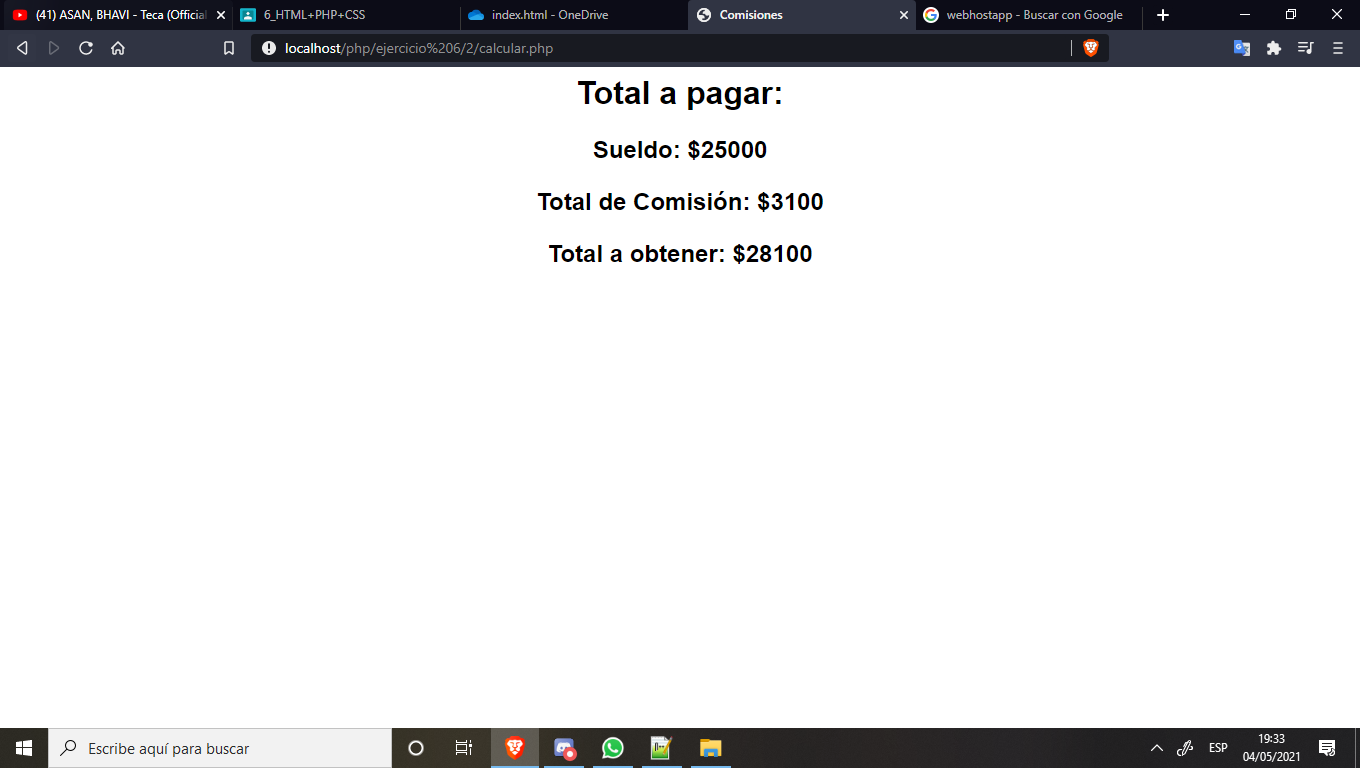 (41) ASAN, BHAVI - Teca (Official
6_HTML+PHP+CSS
index.html - OneDrive
Comisiones
webhostapp - Buscar con Google
localhost/php/ejercicio%206/2/calcular.php
Total a pagar:
Sueldo: $25000
Total de Comisión: $3100
Total a obtener: $28100
Escribe aquí para buscar
ESP
19:33
04/05/2021